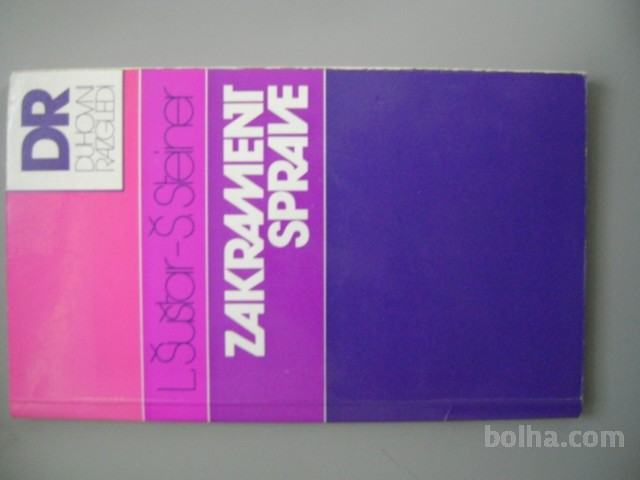 DR
DUHOVNI
RAZGLEDI
L. Šuštar-Š. Steiner
ZAKRAMENT
SPRAVE
bolha.com